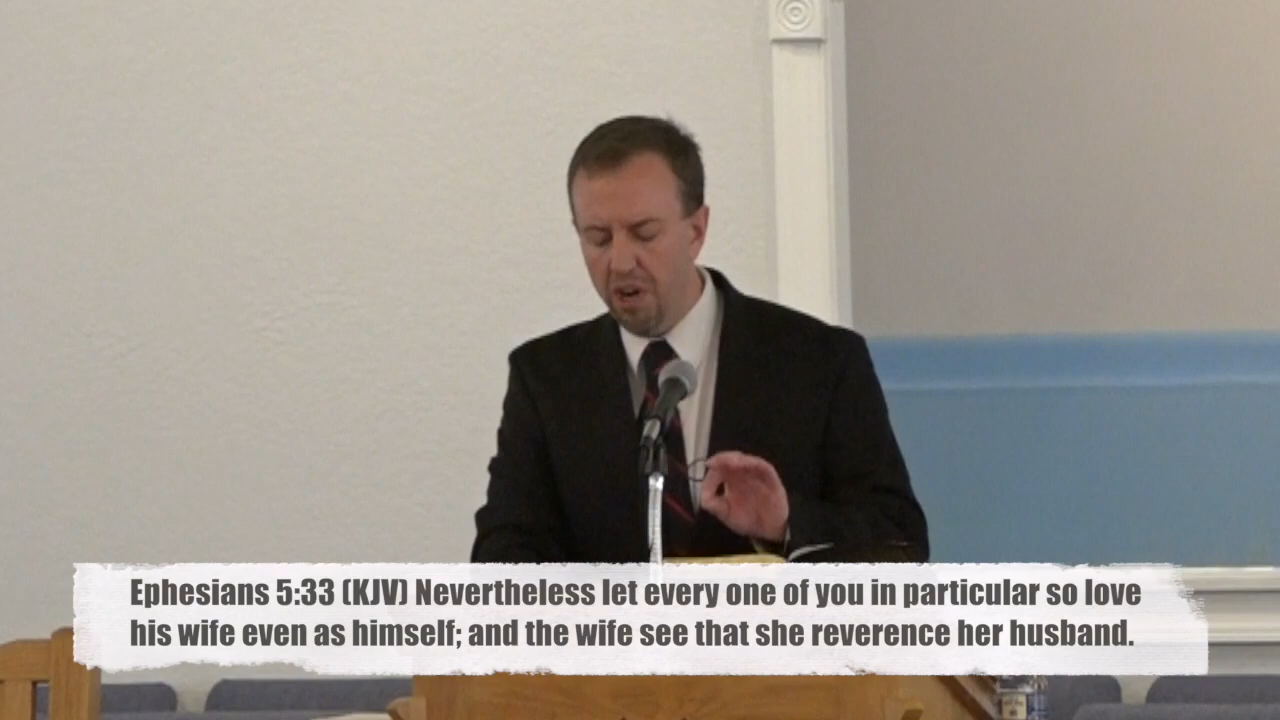 Ephesians 5:33 (KJV) Nevertheless let every one of you in particular so love
his wife even as himself; and the wife see that she reverence her husband.